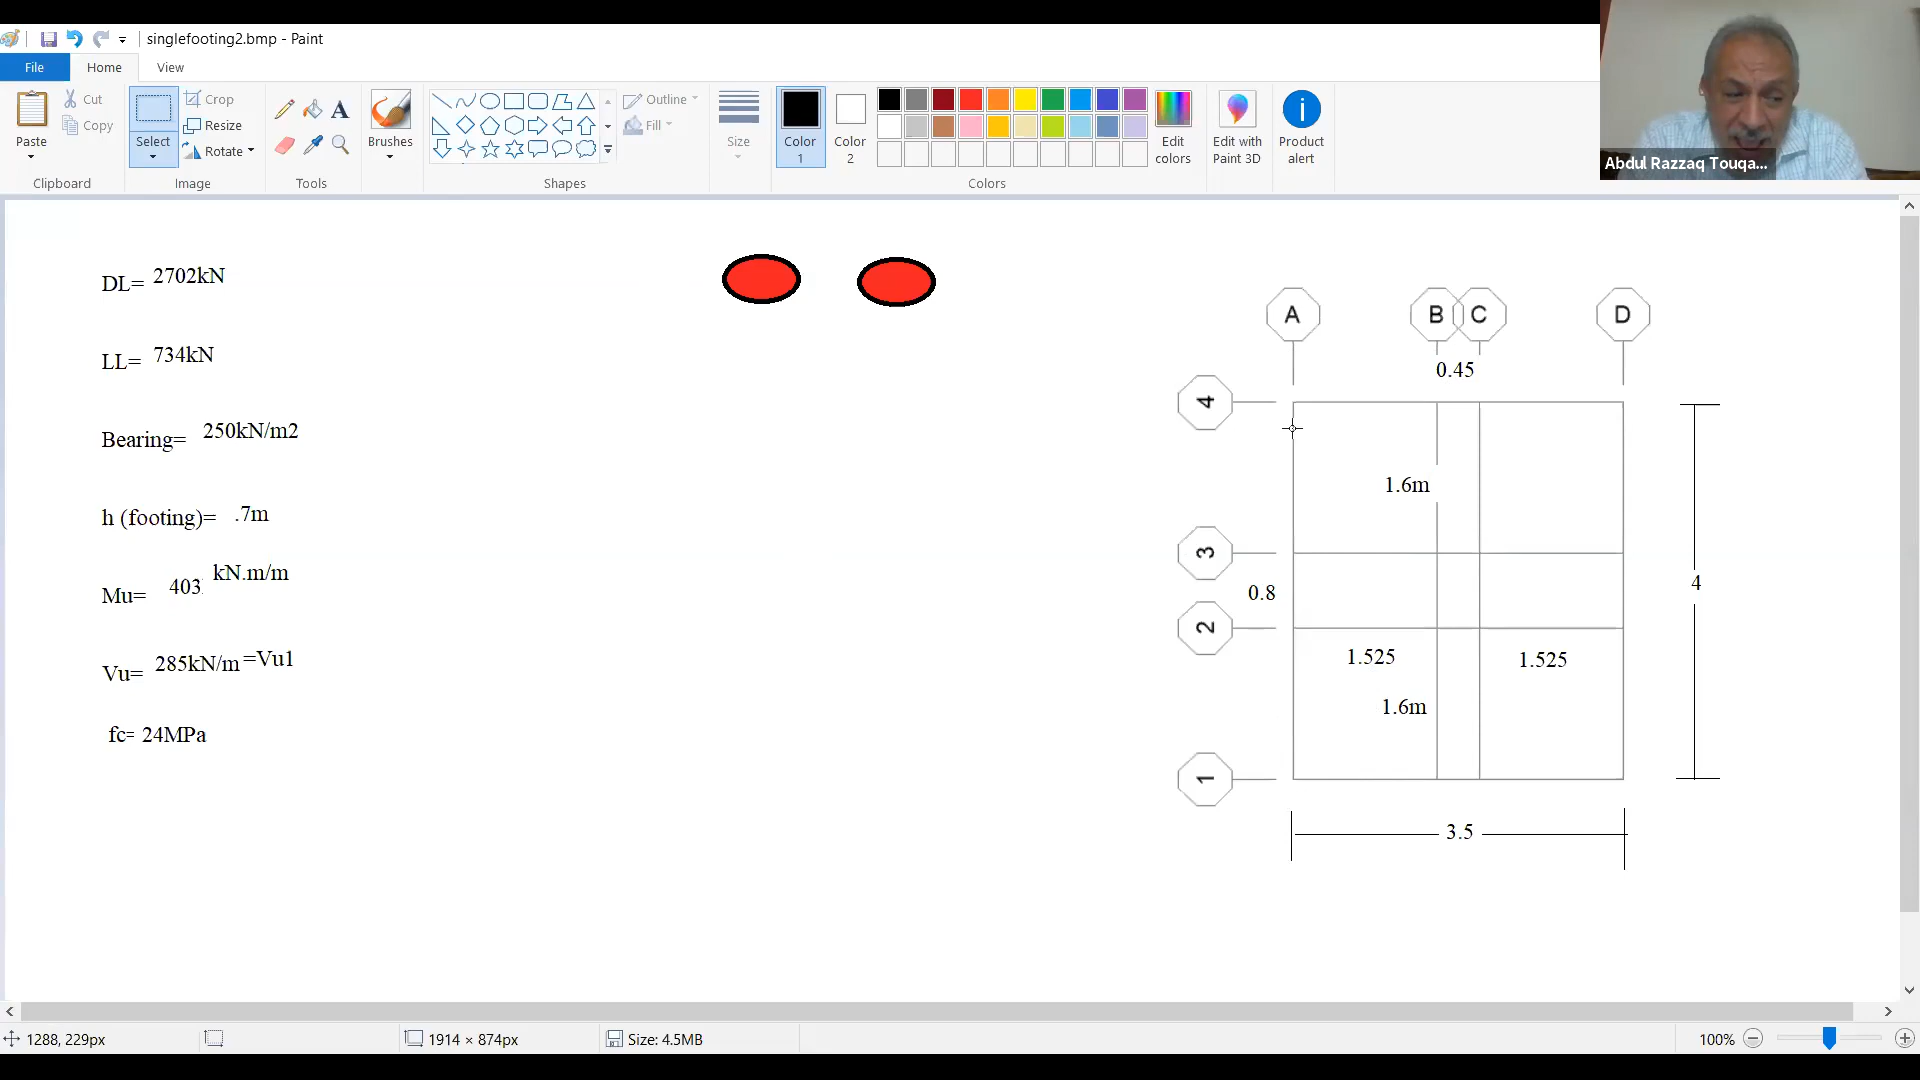 singlefooting2.bmp - Paint
File Home View
Paste
Cut
Copy
Clipboard
Select
Crop
Resize
Rotate
Image
Tools
Brushes
Outline
Fill
Shapes
Size
Color 1
Color 2
Edit colors
Colors
Edit with Paint 3D
Product alert
Abdul Razzaq Touqa...
DL= 2702kN
LL= 734kN
Bearing= 250kN/m2
h (footing)= .7m
Mu= 403 kN.m/m
Vu= 285kN/m =Vu1
fc= 24MPa
A B C D
0.45
4
1.6m
3
0.8
4
2
1.525 1.525
1.6m
1
3.5
1288, 229px
1914 × 874px
Size: 4.5MB
100%